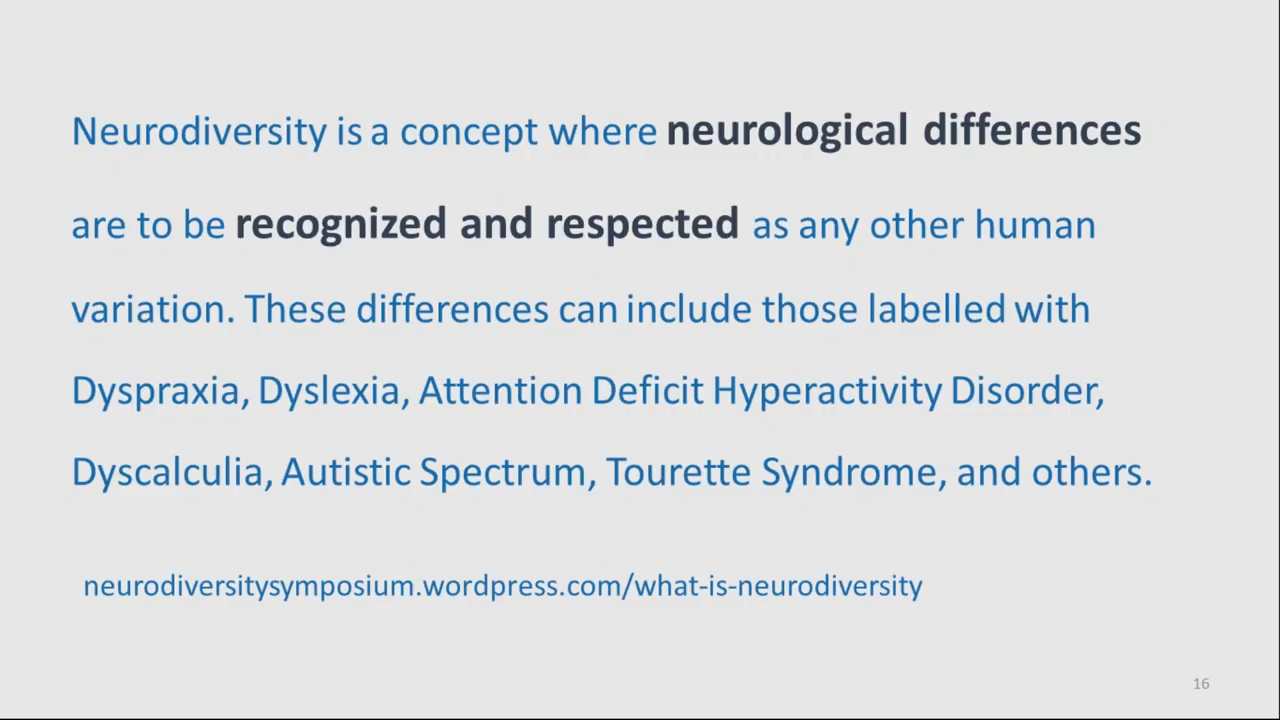 Neurodiversity is a concept where neurological differences
are to be recognized and respected as any other human
variation. These differences can include those labelled with
Dyspraxia, Dyslexia, Attention Deficit Hyperactivity Disorder,
Dyscalculia, Autistic Spectrum, Tourette Syndrome, and others.
neurodiversitysymposium.wordpress.com/what-is-neurodiversity
16